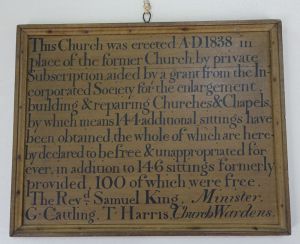 This Church was erected A.D. 1838 in
place of the former Church, by private
Subscription, aided by a grant from the In-
corporated Society for the enlargement
building & repairing Churches & Chapels,
by which means 144 additional sittings have
been obtained, the whole of which are here-
by declared to be free & unappropriated for
ever, in addition to 146 sittings formerly
provided, 100 of which were free.
The Revd. Samuel King, Minister.
G. Cattling. T. Harris, Church Wardens.